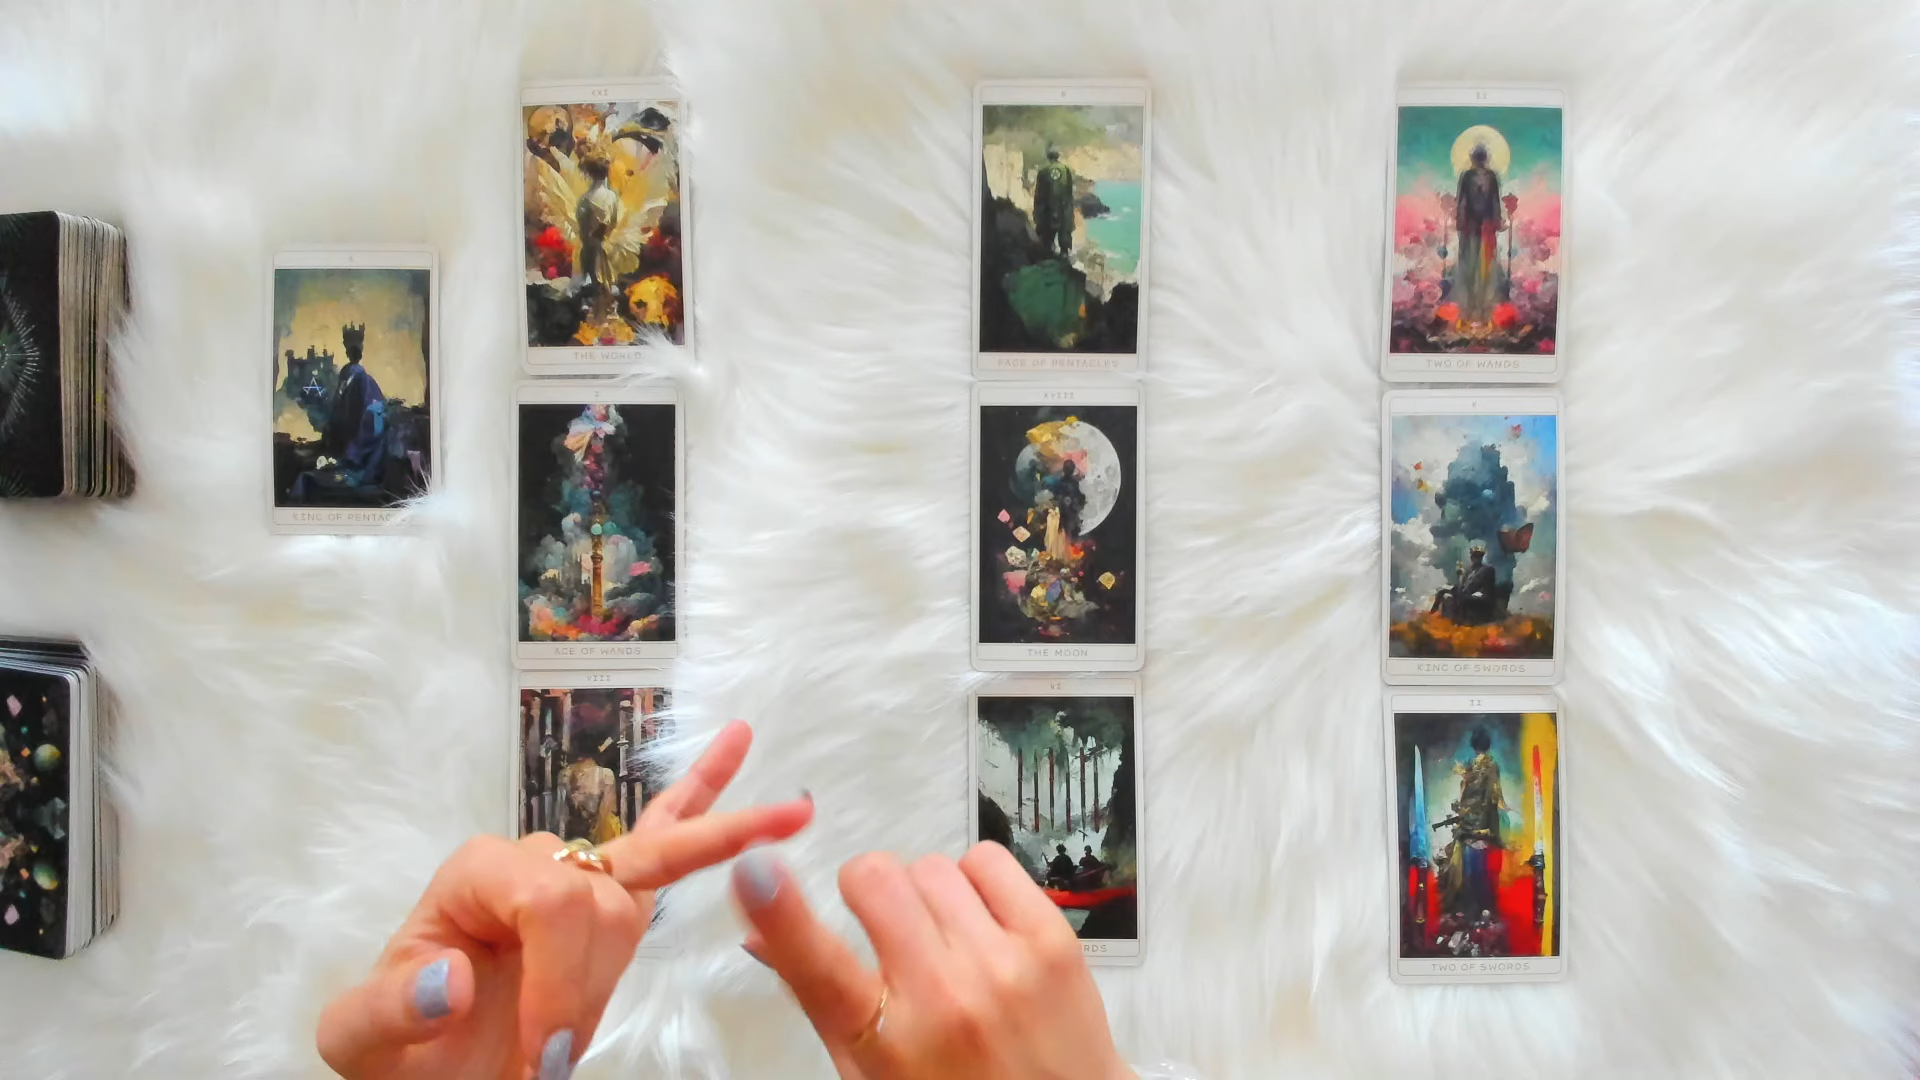 XXI
THE WORLD
KING OF PENTAC
I
ACE OF WANDS
VIII
PAGE OF PENTACLES
XVIII
THE MOON
VI
RDS
II
TWO OF WANDS
K
KING OF SWORDS
II
TWO OF SWORDS